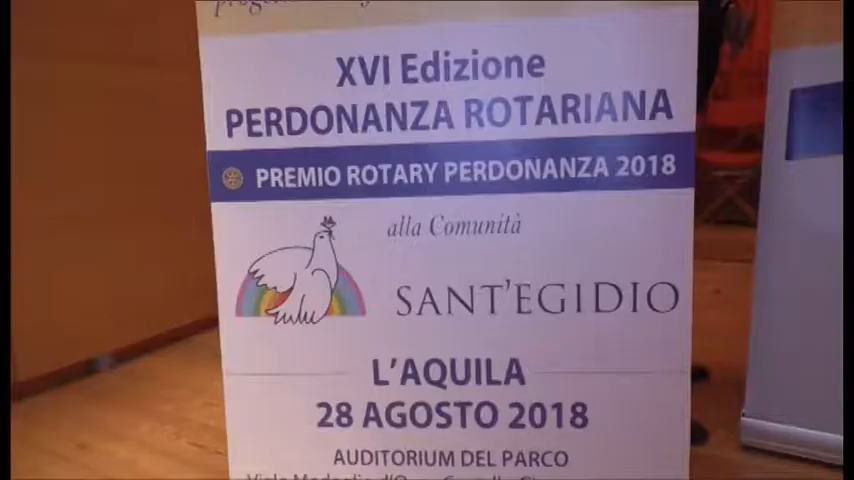 XVI Edizione
PERDONANZA ROTARIANA
PREMIO ROTARY PERDONANZA 2018
alla Comunità
SANT'EGIDIO
L'AQUILA
28 AGOSTO 2018
AUDITORIUM DEL PARCO